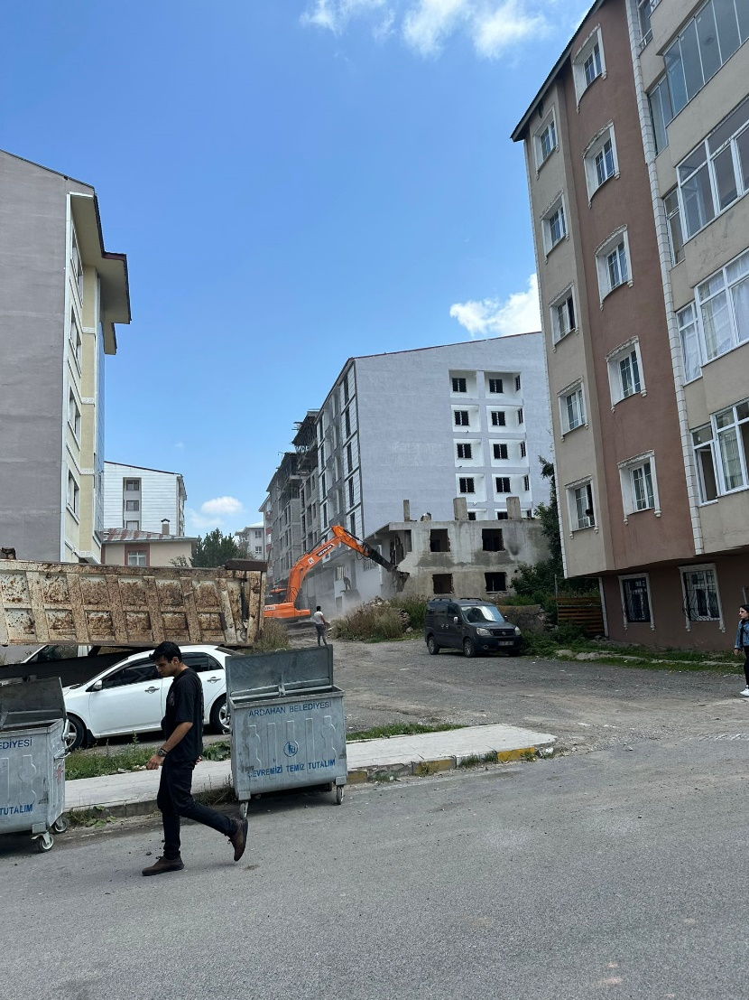 EDİYESİ
TUTALIM
ARDAHAN BELEDİYESİ
ÇEVREMİZİ TEMİZ TUTALIM